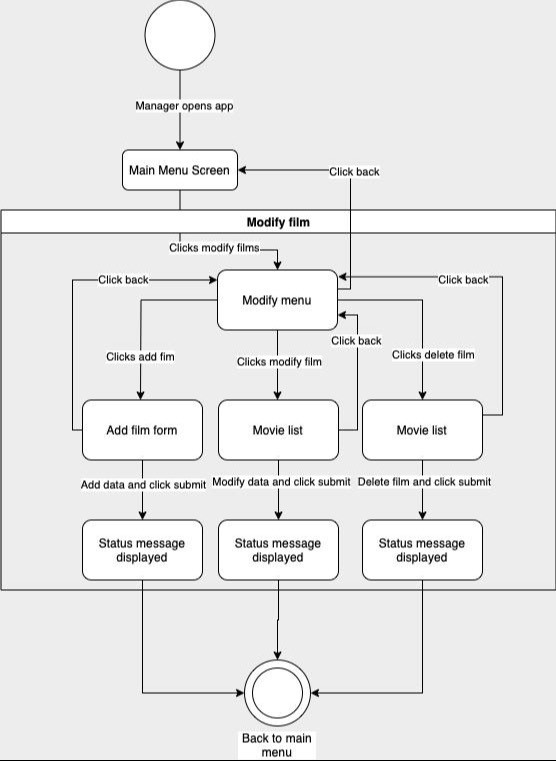 Manager opens app
Main Menu Screen
Click back
Modify film
Clicks modify films
Click back
Click back
Modify menu
Click back
Clicks add fim
Clicks modify film
Clicks delete film
Add film form
Movie list
Movie list
Add data and click submit
Modify data and click submit
Delete film and click submit
Status message
displayed
Status message
displayed
Status message
displayed
Back to main
menu